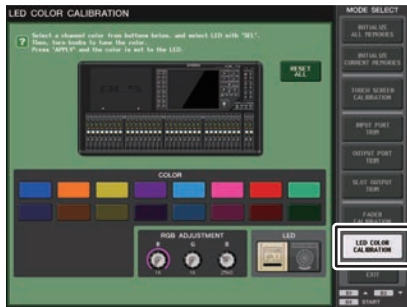 LED COLOR CALIBRATION
Select a channel color from buttons below, and select LED with "SEL".
Then, turn knobs to tune the color.
Press "APPLY" and the color is set to the LED.
RESET
ALL
COLOR
RGB ADJUSTMENT
R
G
B
LED
MODE SELECT
INITIALIZE
ALL MEMORIES
INITIALIZE
CURRENT MEMORIES
TOUCH SCREEN
CALIBRATION
INPUT PORT
TRIM
OUTPUT PORT
TRIM
SLOT OUTPUT
TRIM
FADER
CALIBRATION
LED COLOR
CALIBRATION
EXIT
START